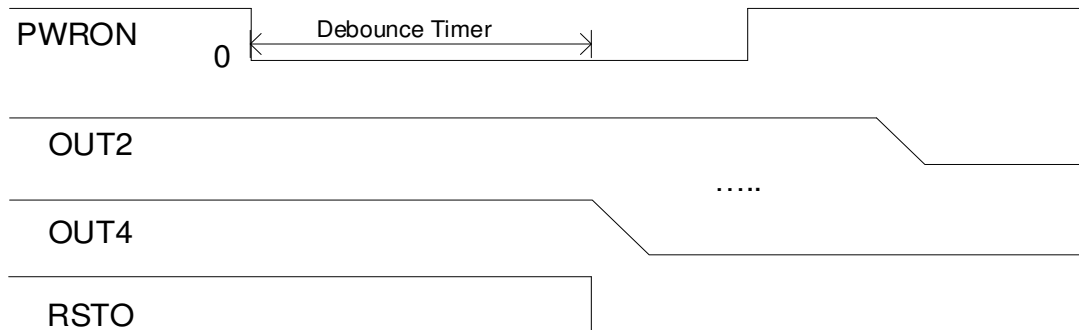 PWRON
Debounce Timer
0
OUT2
.....
OUT4
RSTO